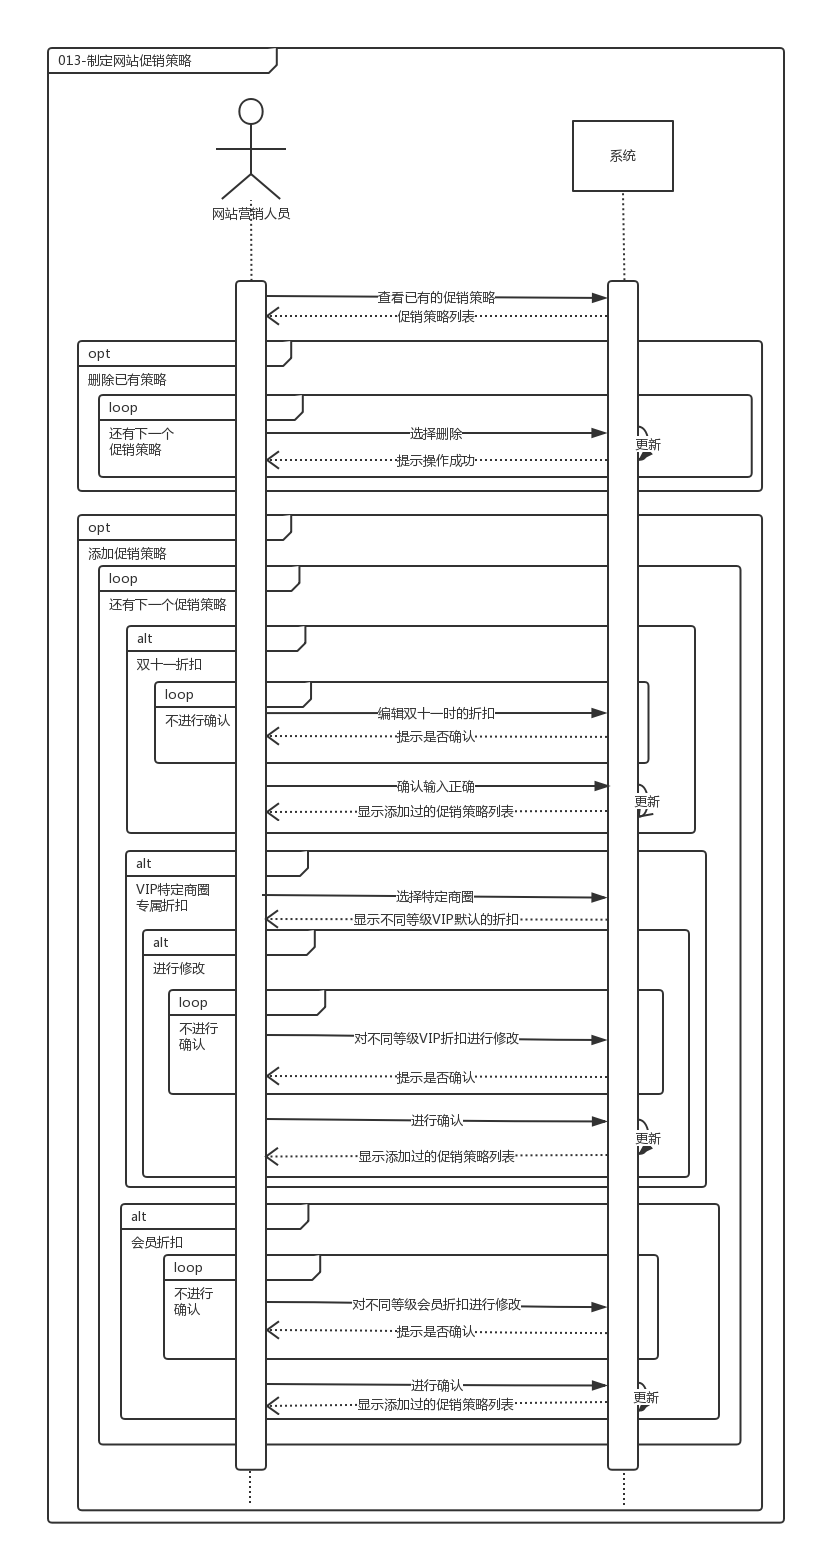 013-制定网站促销策略
系统
网站营销人员
查看已有的促销策略
促销策略列表
opt
删除已有策略
loop
还有下一个
促销策略
选择删除
更新
提示操作成功
opt
添加促销策略
loop
还有下一个促销策略
alt
双十一折扣
loop
不进行确认
编辑双十一时的折扣
提示是否确认
确认输入正确
更新
显示添加过的促销策略列表
alt
VIP特定商圈
专属折扣
选择特定商圈
显示不同等级VIP默认的折扣
alt
进行修改
loop
不进行
确认
对不同等级VIP折扣进行修改
提示是否确认
进行确认
更新
显示添加过的促销策略列表
alt
会员折扣
loop
不进行
确认
对不同等级会员折扣进行修改
提示是否确认
进行确认
更新
显示添加过的促销策略列表